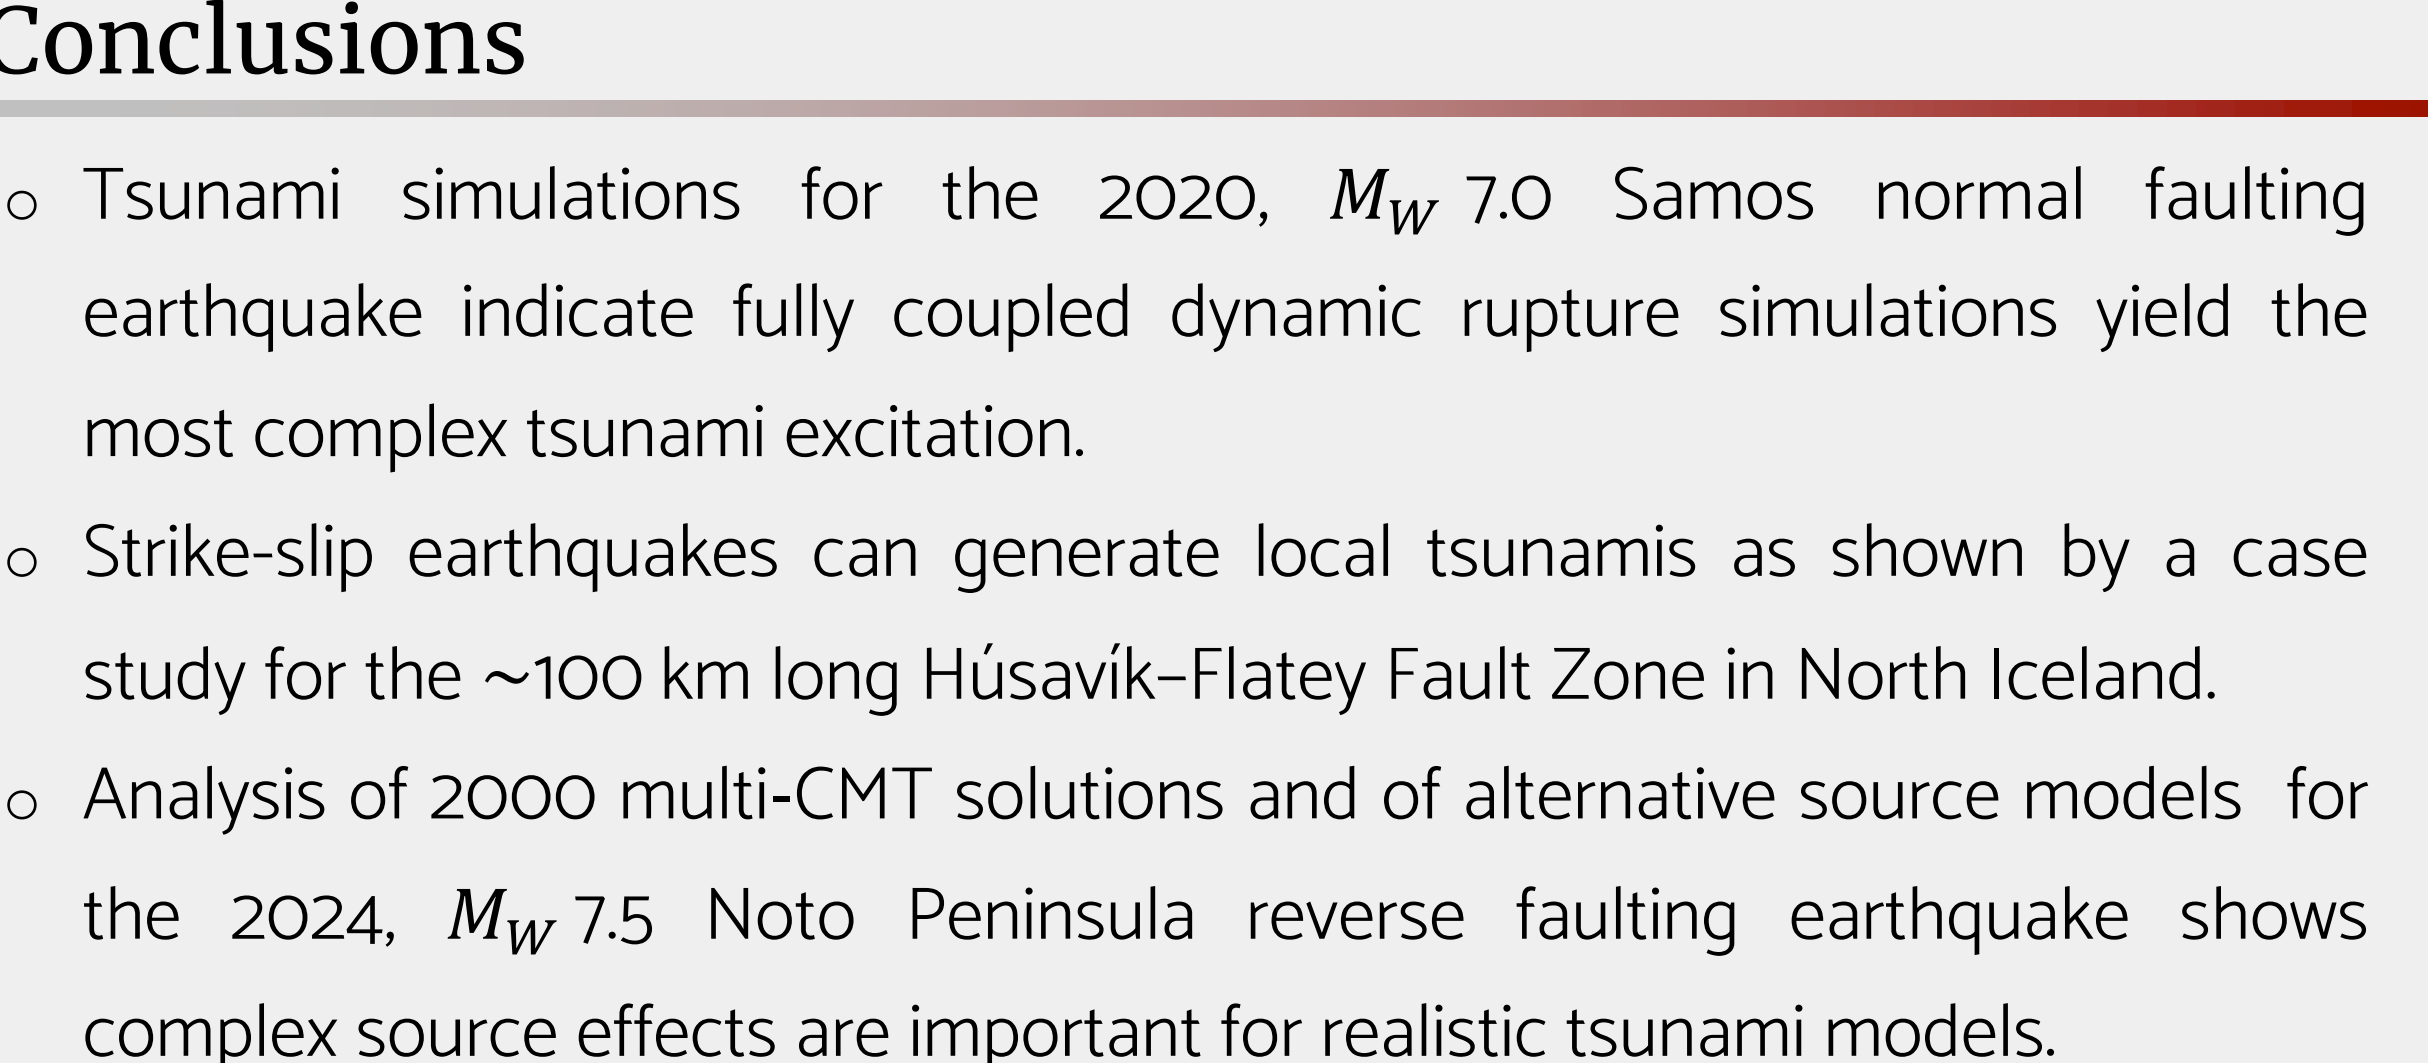 Conclusions
○ Tsunami simulations for the 2020, M_W 7.0 Samos normal faulting
earthquake indicate fully coupled dynamic rupture simulations yield the
most complex tsunami excitation.
○ Strike-slip earthquakes can generate local tsunamis as shown by a case
study for the ~100 km long Húsavík–Flatey Fault Zone in North Iceland.
○ Analysis of 2000 multi-CMT solutions and of alternative source models for
the 2024, M_W 7.5 Noto Peninsula reverse faulting earthquake shows
complex source effects are important for realistic tsunami models.